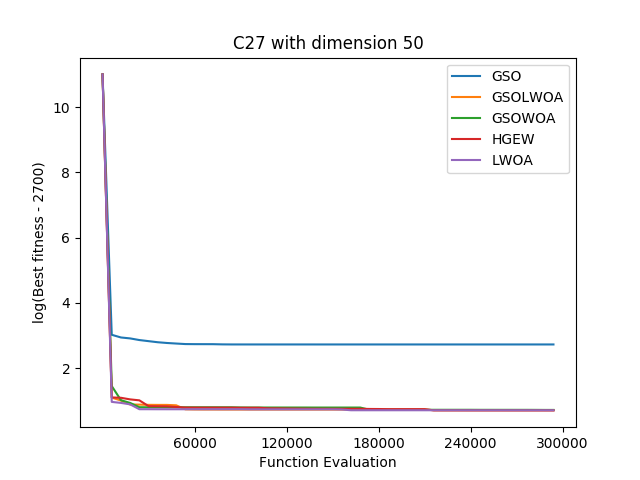 C27 with dimension 50
GSO
GSOLWOA
GSOWOA
HGEW
LWOA
log(Best fitness - 2700)
10
8
6
4
2
60000 120000 180000 240000 300000
Function Evaluation